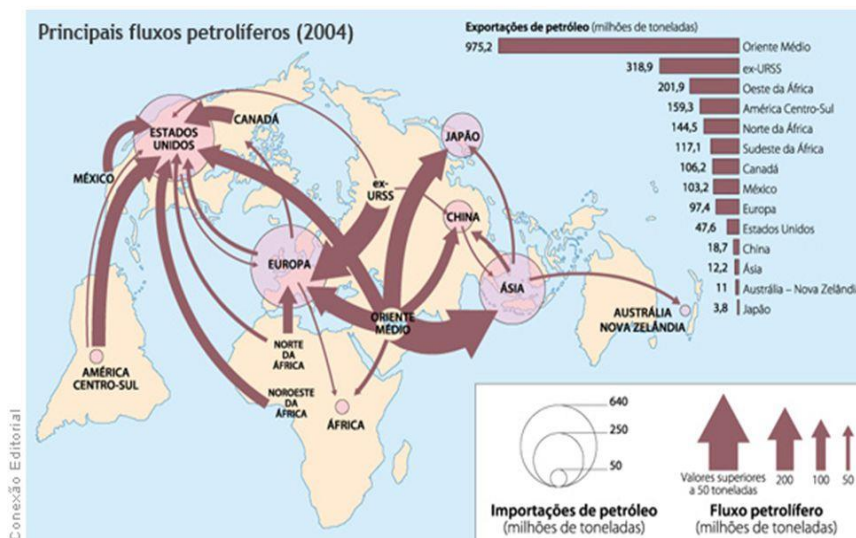 Principais fluxos petrolíferos (2004)
Exportações de petróleo (milhões de toneladas)
975,2 Oriente Médio
318,9 ex-URSS
201,9 Oeste da África
159,3 América Centro-Sul
144,5 Norte da África
117,1 Sudeste da África
106,2 Canadá
103,2 México
97,4 Europa
47,6 Estados Unidos
18,7 China
12,2 Ásia
11 Austrália – Nova Zelândia
3,8 Japão
CANADÁ
ESTADOS
UNIDOS
MÉXICO
JAPÃO
ex-
URSS
CHINA
EUROPA
ÁSIA
ORIENTE
MÉDIO
AUSTRÁLIA
NOVA ZELÂNDIA
NORTE
DA
ÁFRICA
AMÉRICA
CENTRO-SUL
NOROESTE
DA ÁFRICA
ÁFRICA
640
250
50
Importações de petróleo
(milhões de toneladas)
Valores superiores
a 50 toneladas
200
100
50
Fluxo petrolífero
(milhões de toneladas)
Conexão Editorial